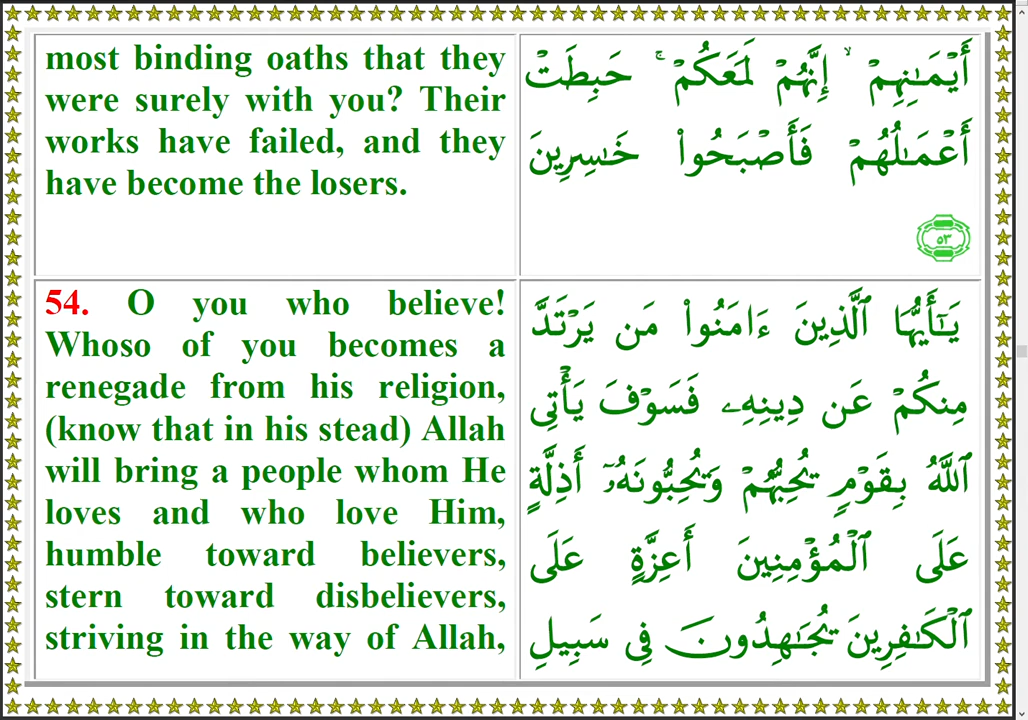 most binding oaths that they
were surely with you? Their
works have failed, and they
have become the losers.
أَيْمَـٰنِهِمْ ۙ إِنَّهُمْ لَمَعَكُمْ ۚ حَبِطَتْ
أَعْمَـٰلُهُمْ فَأَصْبَحُوا۟ خَـٰسِرِينَ
٥٣
54. O you who believe!
Whoso of you becomes a
renegade from his religion,
(know that in his stead) Allah
will bring a people whom He
loves and who love Him,
humble toward believers,
stern toward disbelievers,
striving in the way of Allah,
يَـٰٓأَيُّهَا ٱلَّذِينَ ءَامَنُوا۟ مَن يَرْتَدَّ
مِنكُمْ عَن دِينِهِۦ فَسَوْفَ يَأْتِى
ٱللَّهُ بِقَوْمٍ يُحِبُّهُمْ وَيُحِبُّونَهُۥٓ أَذِلَّةٍ
عَلَى ٱلْمُؤْمِنِينَ أَعِزَّةٍ عَلَى
ٱلْكَـٰفِرِينَ يُجَـٰهِدُونَ فِى سَبِيلِ